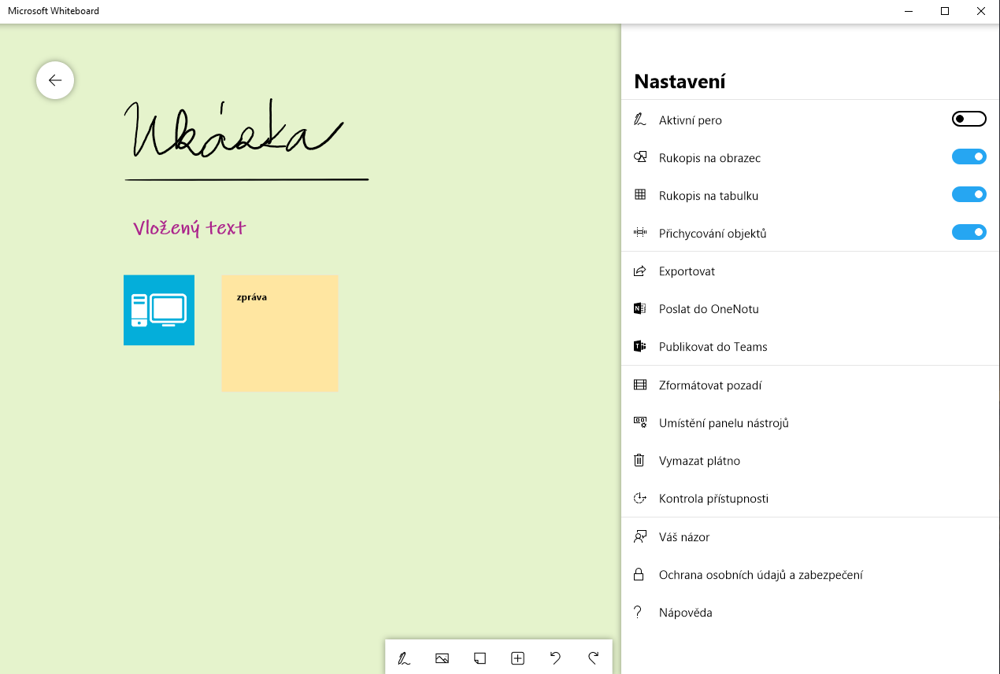 Microsoft Whiteboard
Ukázka
Vložený text
zpráva
Nastavení
Aktivní pero
Rukopis na obrazec
Rukopis na tabulku
Přichycování objektů
Exportovat
Poslat do OneNotu
Publikovat do Teams
Zformátovat pozadí
Umístění panelu nástrojů
Vymazat plátno
Kontrola přístupnosti
Váš názor
Ochrana osobních údajů a zabezpečení
Nápověda